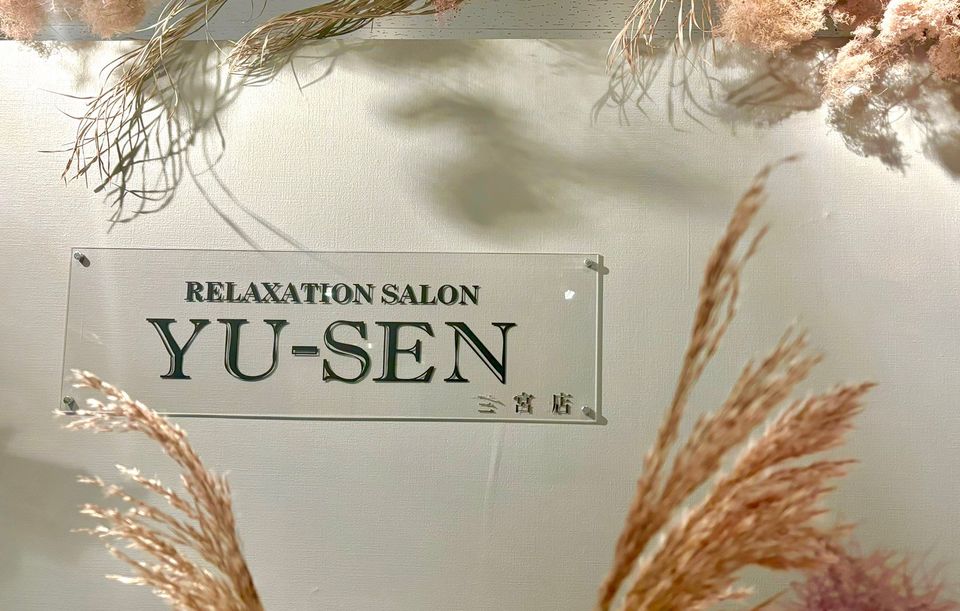 RELAXATION SALON
YU-SEN
三宮店